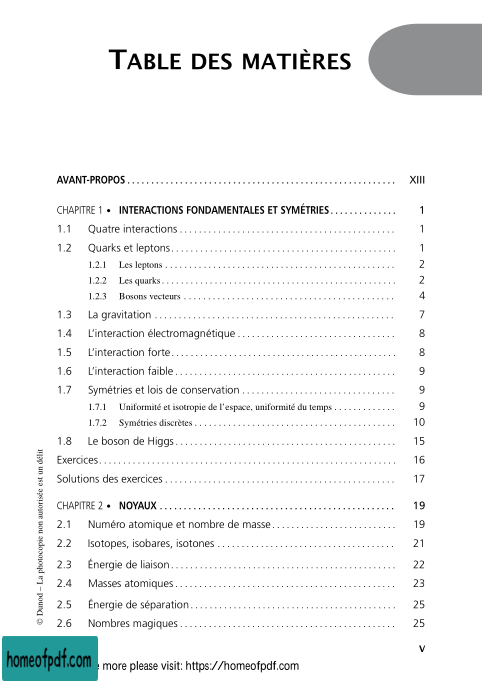 TABLE DES MATIÈRES
AVANT-PROPOS ........................................................ XIII
CHAPITRE 1 • INTERACTIONS FONDAMENTALES ET SYMÉTRIES .............. 1
1.1 Quatre interactions ............................................. 1
1.2 Quarks et leptons ............................................... 1
1.2.1 Les leptons ................................................ 2
1.2.2 Les quarks ................................................. 2
1.2.3 Bosons vecteurs ............................................ 4
1.3 La gravitation .................................................. 7
1.4 L'interaction électromagnétique ................................. 8
1.5 L'interaction forte ............................................. 8
1.6 L'interaction faible ............................................ 9
1.7 Symétries et lois de conservation ................................ 9
1.7.1 Uniformité et isotropie de l'espace, uniformité du temps ............. 9
1.7.2 Symétries discrètes ......................................... 10
1.8 Le boson de Higgs ............................................... 15
Exercices ............................................................ 16
Solutions des exercices ............................................... 17
CHAPITRE 2 • NOYAUX ................................................. 19
2.1 Numéro atomique et nombre de masse .......................... 19
2.2 Isotopes, isobares, isotones ..................................... 21
2.3 Énergie de liaison ............................................... 22
2.4 Masses atomiques .............................................. 23
2.5 Énergie de séparation ........................................... 25
2.6 Nombres magiques ............................................. 25
© Dunod – La photocopie non autorisée est un délit
V
homeofpdf.com
more please visit: https://homeofpdf.com